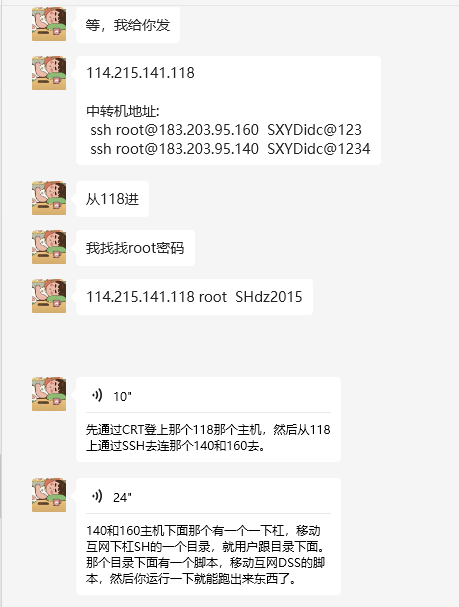 等，我给你发
114.215.141.118
中转机地址:
ssh root@183.203.95.160  SXYDidc@123
ssh root@183.203.95.140  SXYDidc@1234
从118进
我找找root密码
114.215.141.118 root  SHdz2015
10"
先通过CRT登上那个118那个主机，然后从118
上通过SSH去连那个140和160去。
24"
140和160主机下面那个有一个一下杠，移动
互网下杠SH的一个目录，就用户跟目录下面。
那个目录下面有一个脚本，移动互网DSS的脚
本，然后你运行一下就能跑出来东西了。